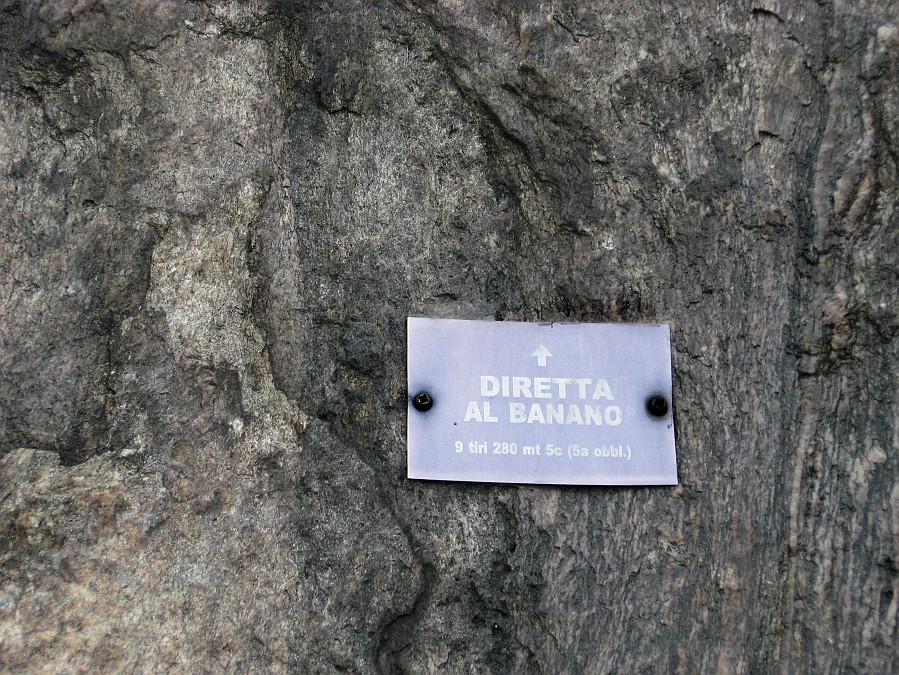 DIRETTA
AL BANANO
9 tiri 280 mt 5c (5a obbl.)